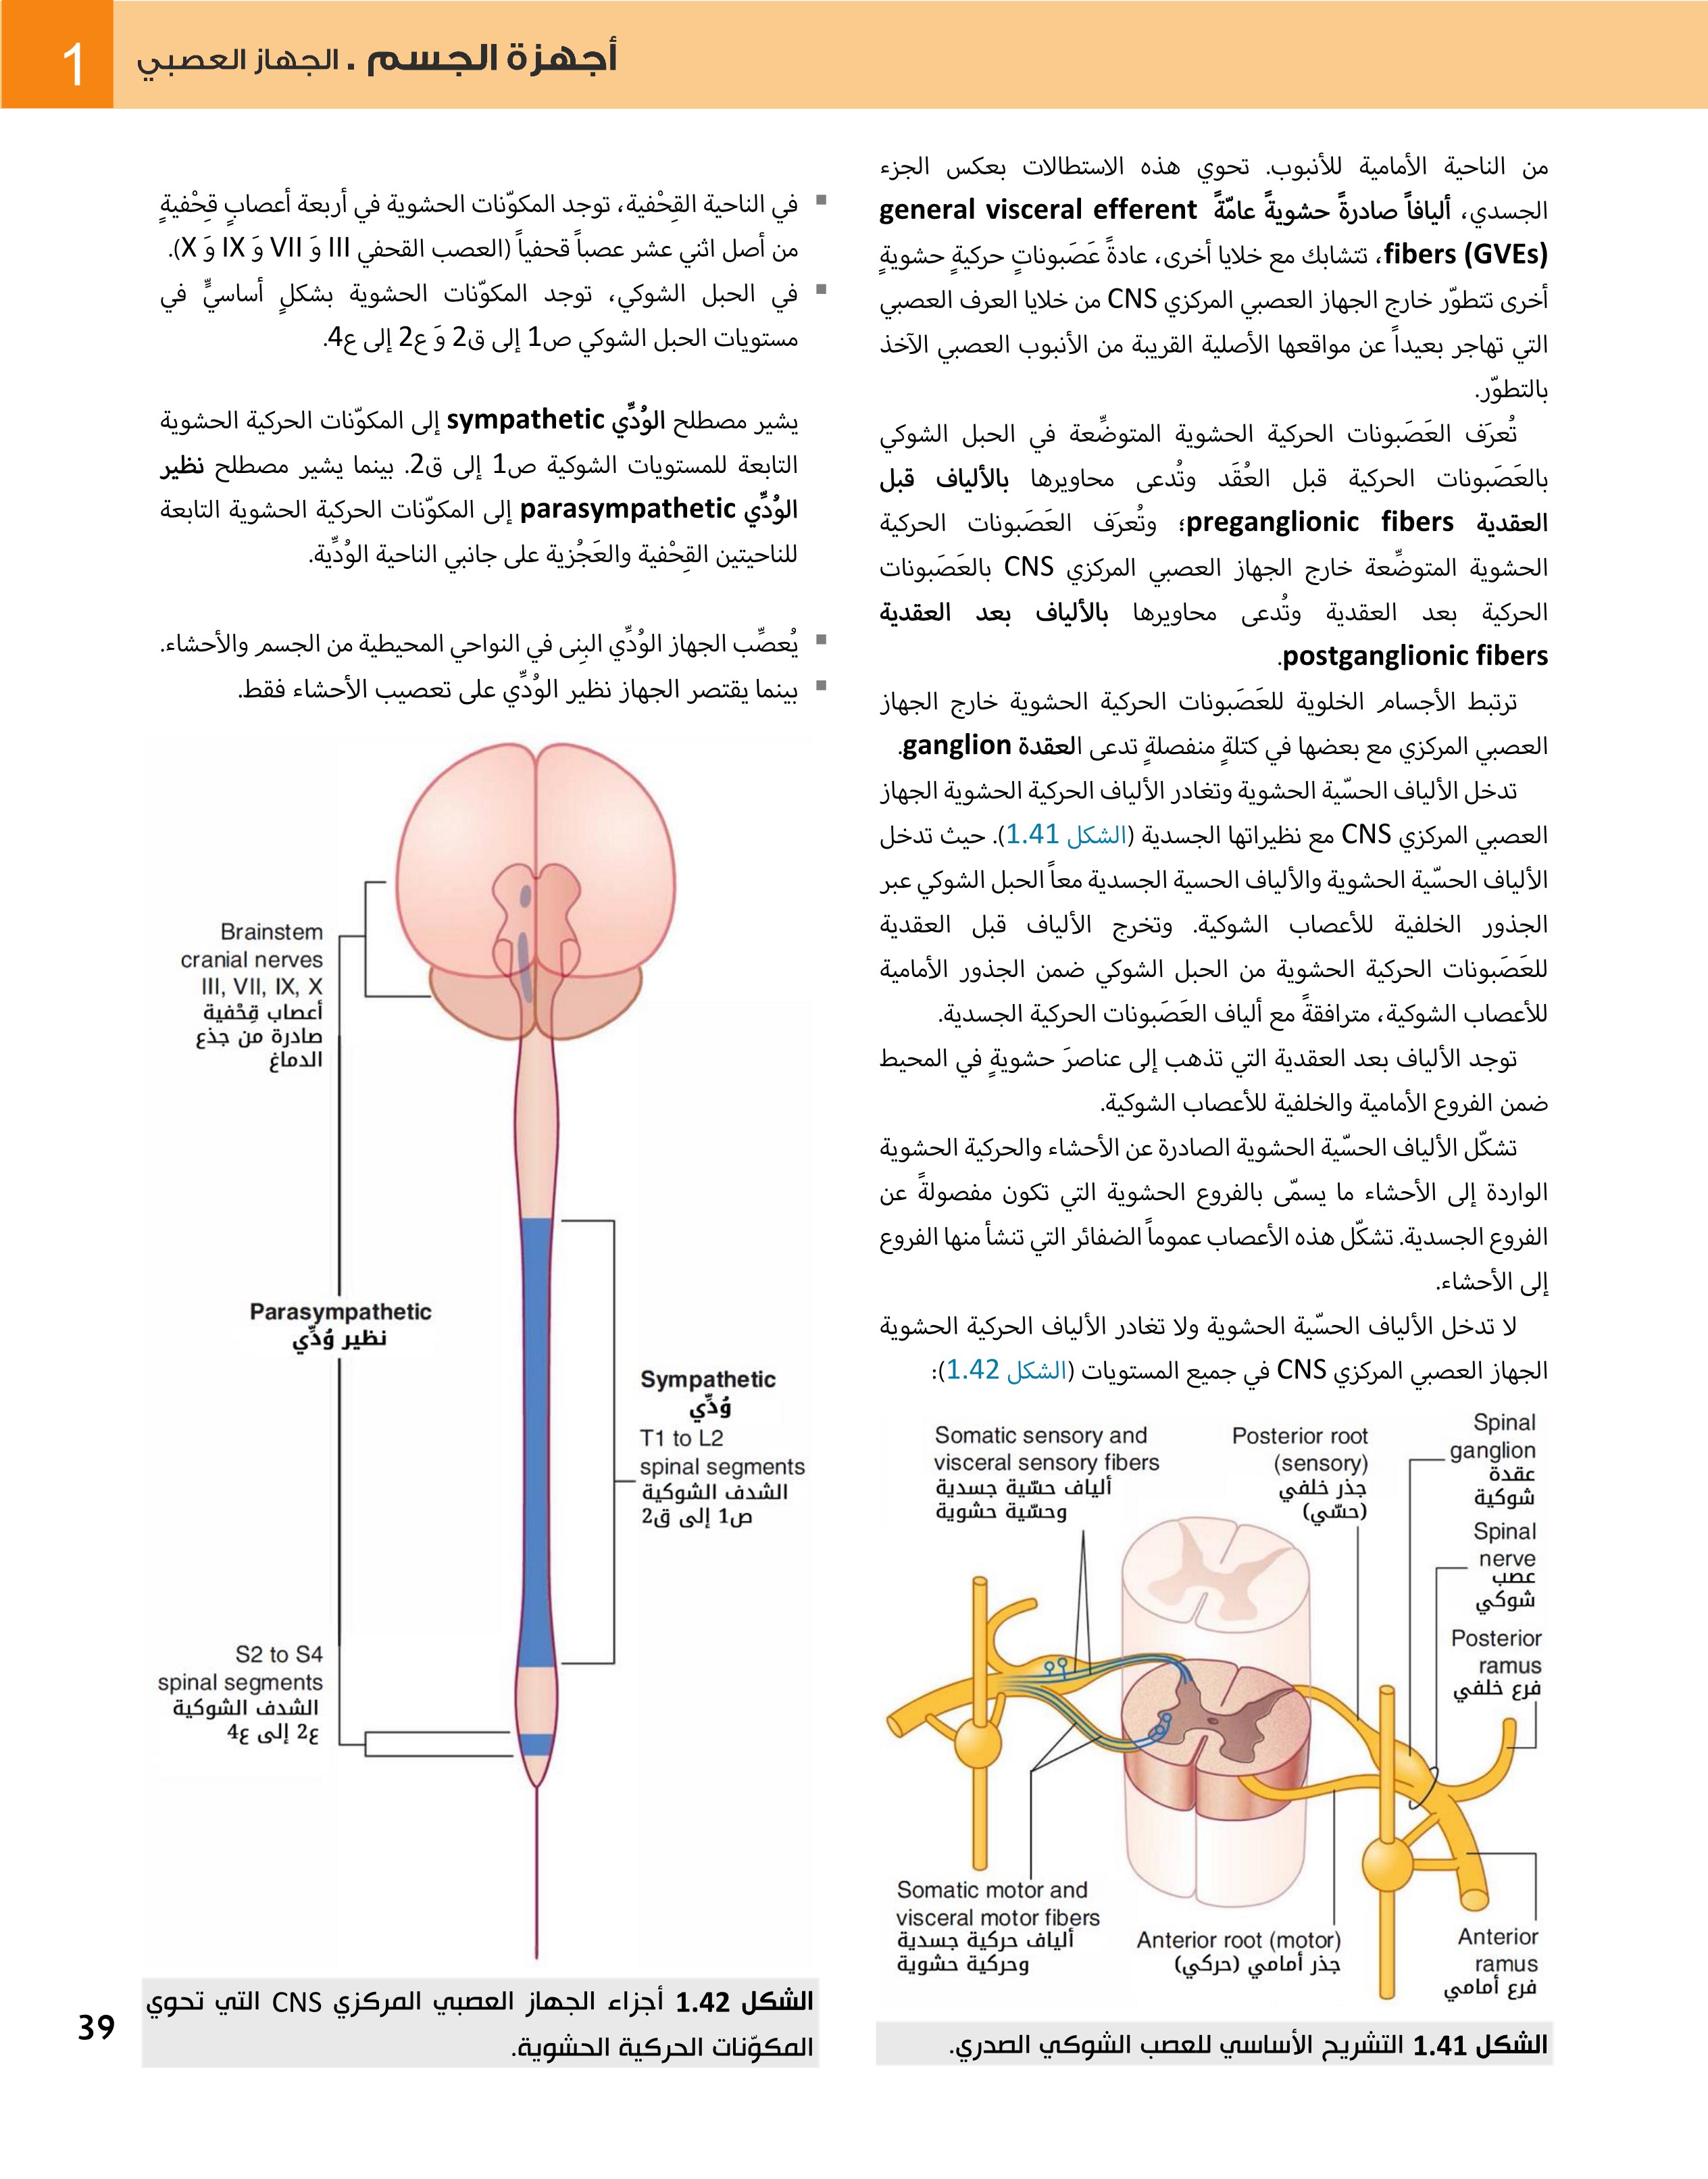 1
أجهزة الجسم . الجهاز العصبي
من الناحية الأمامية للأنبوب. تحوي هذه الاستطالات بعكس الجزء
الجسدي، أليافاً صادرةً حشويةً عامّةً general visceral efferent
fibers (GVEs)، تتشابك مع خلايا أخرى، عادةً عَصَبوناتٍ حركيةٍ حشويةٍ
أخرى تتطوّر خارج الجهاز العصبي المركزي CNS من خلايا العرف العصبي
التي تهاجر بعيداً عن مواقعها الأصلية القريبة من الأنبوب العصبي الآخذ
بالتطوّر.
تُعرَف العَصَبونات الحركية الحشوية المتوضِّعة في الحبل الشوكي
بالعَصَبونات الحركية قبل العُقَد وتُدعى محاويرها بالألياف قبل
العقدية preganglionic fibers؛ وتُعرَف العَصَبونات الحركية
الحشوية المتوضِّعة خارج الجهاز العصبي المركزي CNS بالعَصَبونات
الحركية بعد العقدية وتُدعى محاويرها بالألياف بعد العقدية
postganglionic fibers.
ترتبط الأجسام الخلوية للعَصَبونات الحركية الحشوية خارج الجهاز
العصبي المركزي مع بعضها في كتلةٍ منفصلةٍ تدعى العقدة ganglion.
تدخل الألياف الحسّية الحشوية وتغادر الألياف الحركية الحشوية الجهاز
العصبي المركزي CNS مع نظيراتها الجسدية (الشكل 1.41). حيث تدخل
الألياف الحسّية الحشوية والألياف الحسية الجسدية معاً الحبل الشوكي عبر
الجذور الخلفية للأعصاب الشوكية. وتخرج الألياف قبل العقدية
للعَصَبونات الحركية الحشوية من الحبل الشوكي ضمن الجذور الأمامية
للأعصاب الشوكية، مترافقةً مع ألياف العَصَبونات الحركية الجسدية.
توجد الألياف بعد العقدية التي تذهب إلى عناصرَ حشويةٍ في المحيط
ضمن الفروع الأمامية والخلفية للأعصاب الشوكية.
تشكّل الألياف الحسّية الحشوية الصادرة عن الأحشاء والحركية الحشوية
الواردة إلى الأحشاء ما يسمّى بالفروع الحشوية التي تكون مفصولةً عن
الفروع الجسدية. تشكّل هذه الأعصاب عموماً الضفائر التي تنشأ منها الفروع
إلى الأحشاء.
لا تدخل الألياف الحسّية الحشوية ولا تغادر الألياف الحركية الحشوية
الجهاز العصبي المركزي CNS في جميع المستويات (الشكل 1.42):
Somatic sensory and
visceral sensory fibers
ألياف حسّية جسدية
وحسّية حشوية
Posterior root
(sensory)
جذر خلفي
(حسّي)
Spinal
ganglion
عقدة
شوكية
Spinal
nerve
عصب
شوكي
Posterior
ramus
فرع خلفي
Somatic motor and
visceral motor fibers
ألياف حركية جسدية
وحركية حشوية
Anterior root (motor)
جذر أمامي (حركي)
Anterior
ramus
فرع أمامي
الشكل 1.41 التشريح الأساسي للعصب الشوكي الصدري.
▪ في الناحية القِحْفية، توجد المكوّنات الحشوية في أربعة أعصابٍ قِحْفيةٍ
من أصل اثني عشر عصباً قحفياً (العصب القحفي III وَ VII وَ IX وَ X).
▪ في الحبل الشوكي، توجد المكوّنات الحشوية بشكلٍ أساسيٍّ في
مستويات الحبل الشوكي ص1 إلى ق2 وَ ع2 إلى ع4.
يشير مصطلح الوُدِّي sympathetic إلى المكوّنات الحركية الحشوية
التابعة للمستويات الشوكية ص1 إلى ق2. بينما يشير مصطلح نظير
الوُدِّي parasympathetic إلى المكوّنات الحركية الحشوية التابعة
للناحيتين القِحْفية والعَجُزية على جانبي الناحية الوُدِّية.
▪ يُعصِّب الجهاز الوُدِّي البِنى في النواحي المحيطية من الجسم والأحشاء.
▪ بينما يقتصر الجهاز نظير الوُدِّي على تعصيب الأحشاء فقط.
Brainstem
cranial nerves
III, VII, IX, X
أعصاب قِحْفية
صادرة من جذع
الدماغ
Parasympathetic
نظير وُدِّي
Sympathetic
وُدِّي
T1 to L2
spinal segments
الشدف الشوكية
ص1 إلى ق2
S2 to S4
spinal segments
الشدف الشوكية
ع2 إلى ع4
الشكل 1.42 أجزاء الجهاز العصبي المركزي CNS التي تحوي
المكوّنات الحركية الحشوية.
39